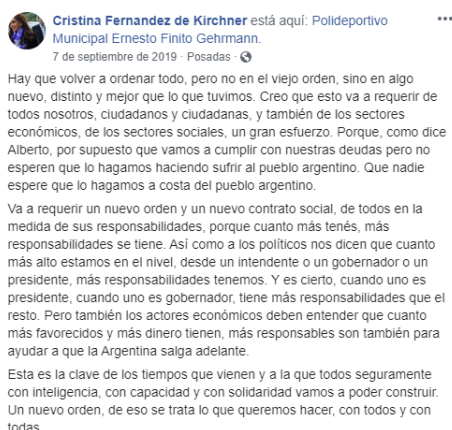 Cristina Fernandez de Kirchner está aquí: Polideportivo
Municipal Ernesto Finito Gehrmann.
7 de septiembre de 2019 · Posadas ·
Hay que volver a ordenar todo, pero no en el viejo orden, sino en algo
nuevo, distinto y mejor que lo que tuvimos. Creo que esto va a requerir de
todos nosotros, ciudadanos y ciudadanas, y también de los sectores
económicos, de los sectores sociales, un gran esfuerzo. Porque, como dice
Alberto, por supuesto que vamos a cumplir con nuestras deudas pero no
esperen que lo hagamos haciendo sufrir al pueblo argentino. Que nadie
espere que lo hagamos a costa del pueblo argentino.
Va a requerir un nuevo orden y un nuevo contrato social, de todos en la
medida de sus responsabilidades, porque cuanto más tenés, más
responsabilidades se tiene. Así como a los políticos nos dicen que cuanto
más alto estamos en el nivel, desde un intendente o un gobernador o un
presidente, más responsabilidades tenemos. Y es cierto, cuando uno es
presidente, cuando uno es gobernador, tiene más responsabilidades que el
resto. Pero también los actores económicos deben entender que cuanto
más favorecidos y más dinero tienen, más responsables son también para
ayudar a que la Argentina salga adelante.
Esta es la clave de los tiempos que vienen y a la que todos seguramente
con inteligencia, con capacidad y con solidaridad vamos a poder construir.
Un nuevo orden, de eso se trata lo que queremos hacer, con todos y con
todas